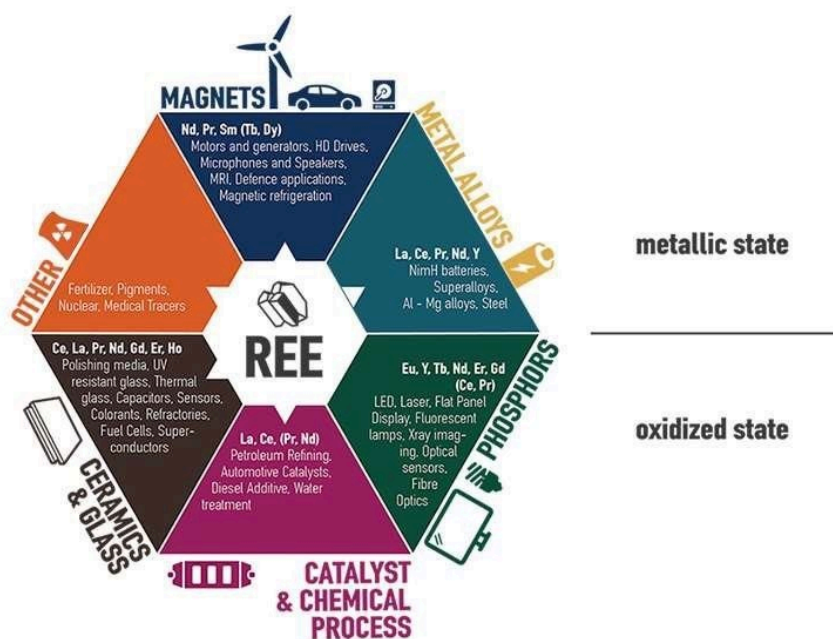 MAGNETS
Nd, Pr, Sm (Tb, Dy)
Motors and generators, HD Drives,
Microphones and Speakers,
MRI, Defence applications,
Magnetic refrigeration
METAL ALLOYS
La, Ce, Pr, Nd, Y
NimH batteries,
Superalloys,
Al - Mg alloys, Steel
metallic state
OTHER
Fertilizer, Pigments,
Nuclear, Medical Tracers
REE
Ce, La, Pr, Nd, Gd, Er, Ho
Polishing media, UV
resistant glass, Thermal
glass, Capacitors, Sensors,
Colorants, Refractories,
Fuel Cells, Super-
conductors
CERAMICS
& GLASS
Eu, Y, Tb, Nd, Er, Gd
(Ce, Pr)
LED, Laser, Flat Panel
Display, Fluorescent
lamps, Xray imag-
ing, Optical
sensors,
Fibre
Optics
PHOSPHORS
oxidized state
La, Ce, (Pr, Nd)
Petroleum Refining,
Automotive Catalysts,
Diesel Additive, Water
treatment
CATALYST
& CHEMICAL
PROCESS